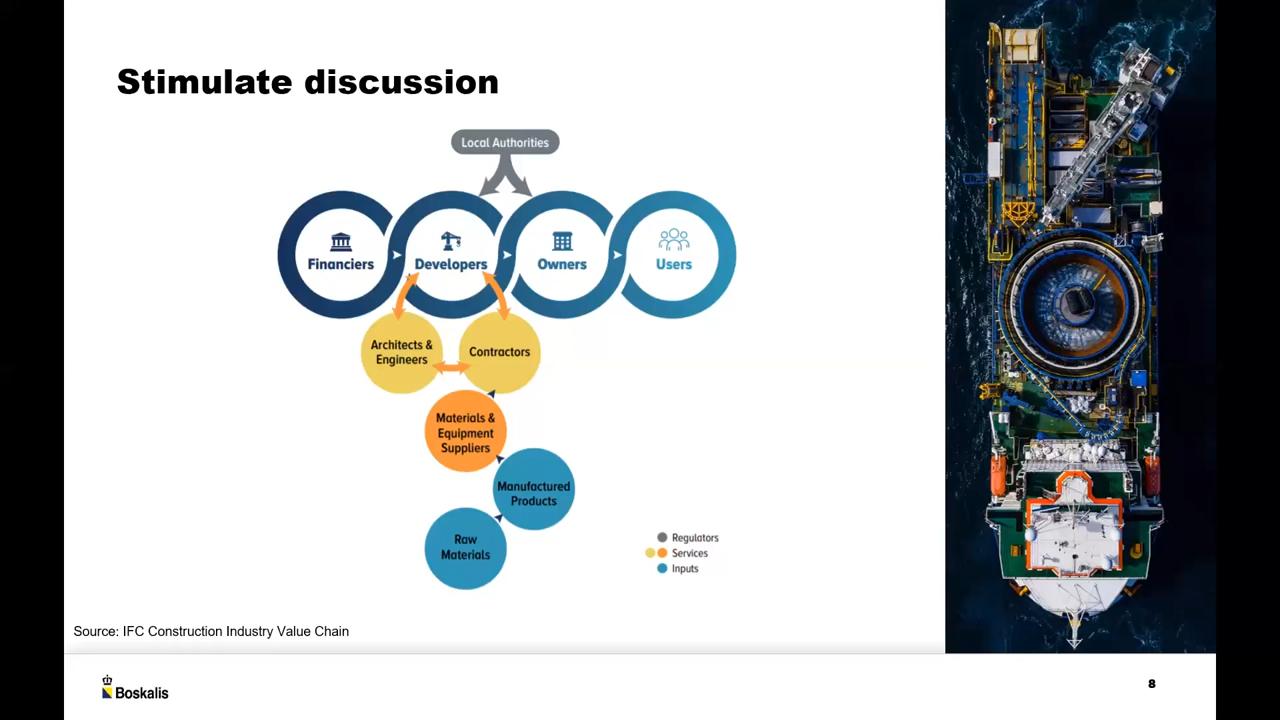 Stimulate discussion
Local Authorities
Financiers
Developers
Owners
Users
Architects &
Engineers
Contractors
Materials &
Equipment
Suppliers
Manufactured
Products
Raw
Materials
Regulators
Services
Inputs
Source: IFC Construction Industry Value Chain
Boskalis
8